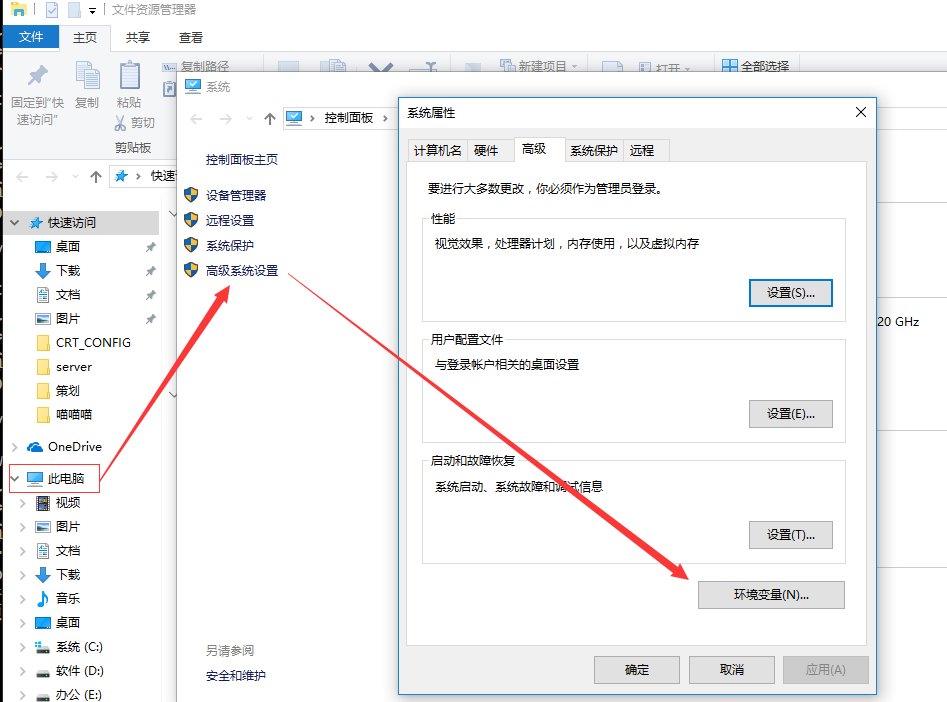 文件资源管理器
文件
主页
共享
查看
固定到"快
速访问"
复制
粘贴
复制路径
剪切
剪贴板
新建项目
打开
全部选择
快速
快速访问
桌面
下载
文档
图片
CRT_CONFIG
server
策划
喵喵喵
OneDrive
此电脑
视频
图片
文档
下载
音乐
桌面
系统 (C:)
软件 (D:)
办公 (E:)
系统
控制面板
控制面板主页
设备管理器
远程设置
系统保护
高级系统设置
另请参阅
安全和维护
系统属性
计算机名
硬件
高级
系统保护
远程
要进行大多数更改，你必须作为管理员登录。
性能
视觉效果，处理器计划，内存使用，以及虚拟内存
设置(S)...
用户配置文件
与登录帐户相关的桌面设置
设置(E)...
启动和故障恢复
系统启动、系统故障和调试信息
设置(T)...
环境变量(N)...
确定
取消
应用(A)
20 GHz